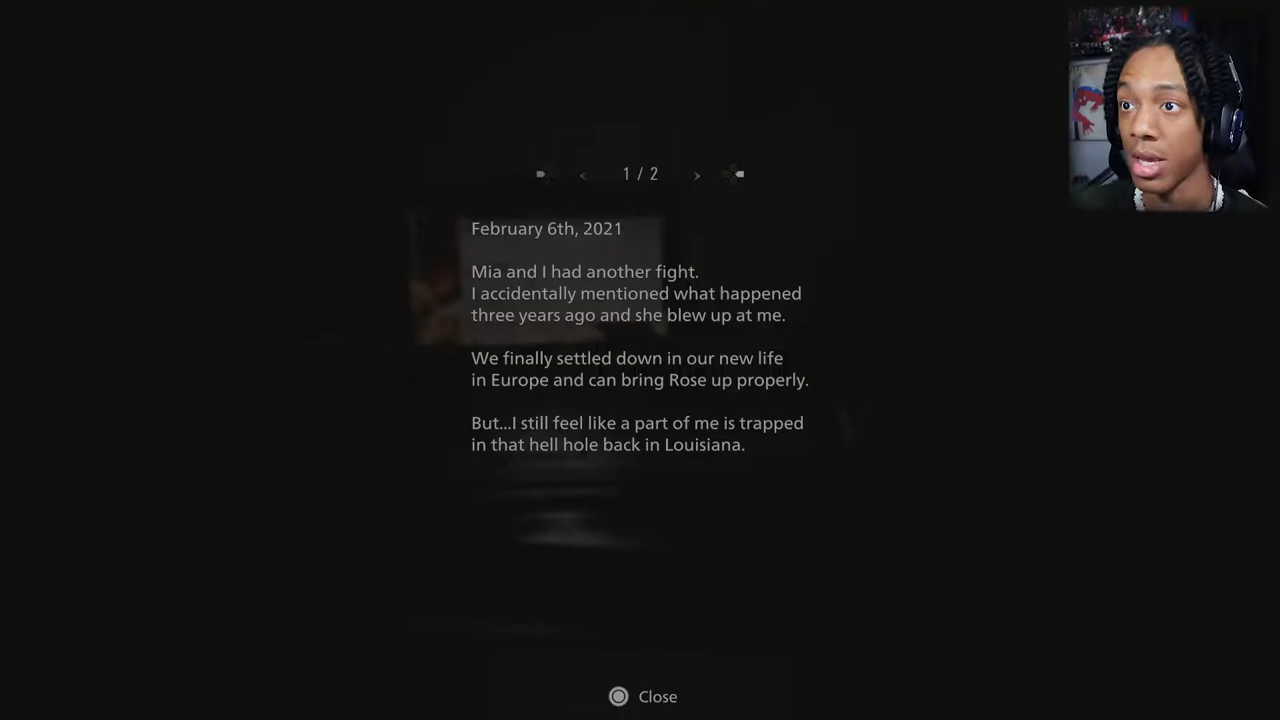 1 / 2
February 6th, 2021
Mia and I had another fight.
I accidentally mentioned what happened
three years ago and she blew up at me.
We finally settled down in our new life
in Europe and can bring Rose up properly.
But...I still feel like a part of me is trapped
in that hell hole back in Louisiana.
Close